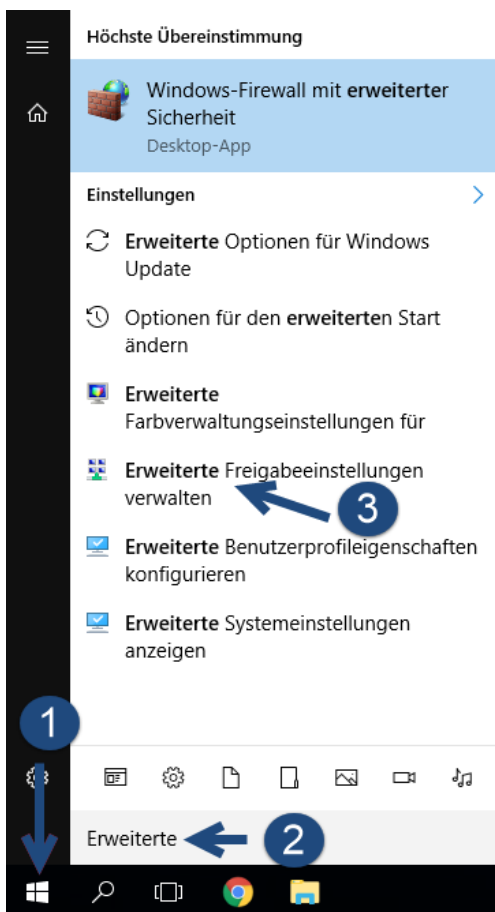 Höchste Übereinstimmung
Windows-Firewall mit erweiterter
Sicherheit
Desktop-App
Einstellungen
Erweiterte Optionen für Windows
Update
Optionen für den erweiterten Start
ändern
Erweiterte
Farbverwaltungseinstellungen für
Erweiterte Freigabeeinstellungen
verwalten
3
Erweiterte Benutzerprofileigenschaften
konfigurieren
Erweiterte Systemeinstellungen
anzeigen
1
Erweiterte
2